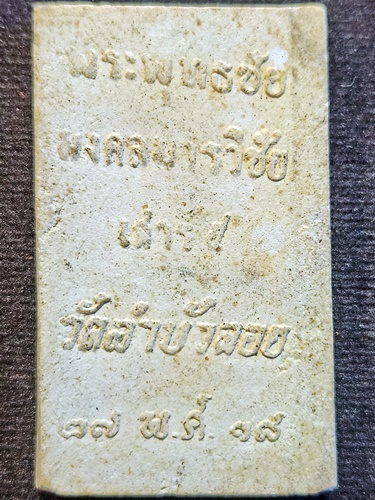 พระพุทธชัย
มงคลมารวิชัย
เสาร์ ๕
วัดลำบัวลอย
๑๗ พ.ค. ๑๘